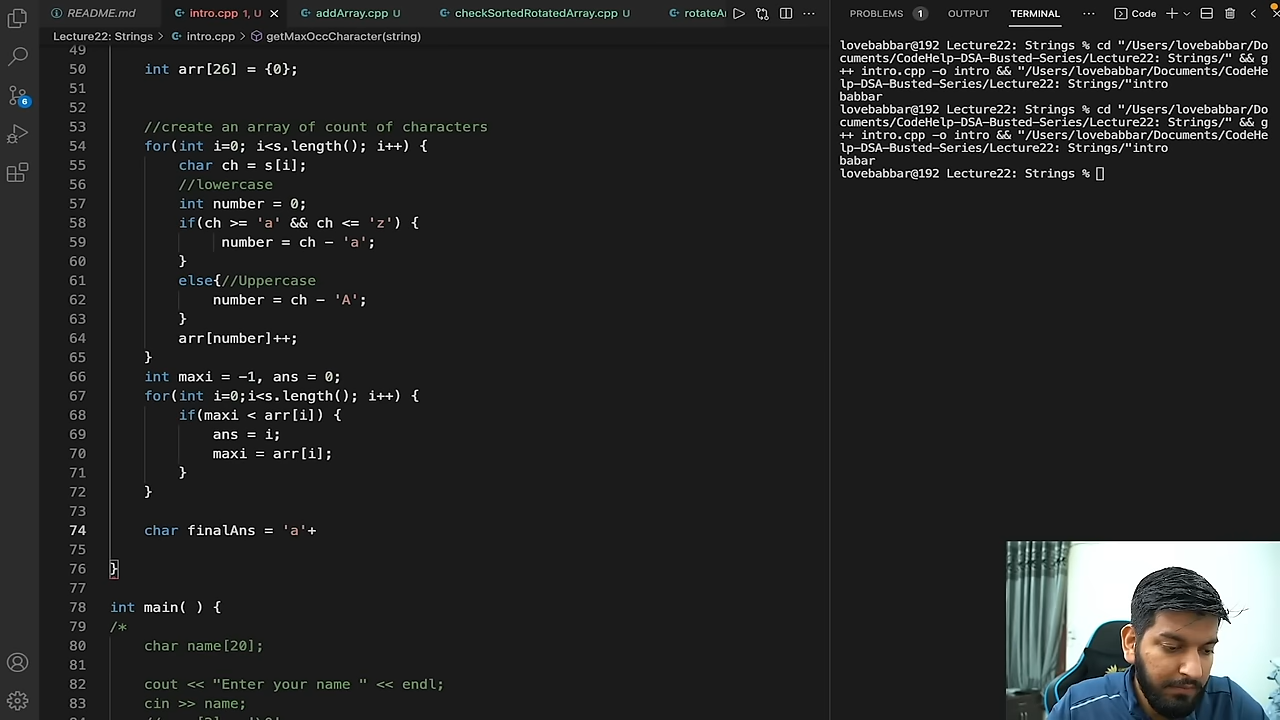 README.md
intro.cpp 1, U
addArray.cpp U
checkSortedRotatedArray.cpp U
rotateAr
Lecture22: Strings > intro.cpp > getMaxOccCharacter(string)
49
50 int arr[26] = {0};
51
52
53 //create an array of count of characters
54 for(int i=0; i<s.length(); i++) {
55 char ch = s[i];
56 //lowercase
57 int number = 0;
58 if(ch >= 'a' && ch <= 'z') {
59 number = ch - 'a';
60 }
61 else{//Uppercase
62 number = ch - 'A';
63 }
64 arr[number]++;
65 }
66 int maxi = -1, ans = 0;
67 for(int i=0;i<s.length(); i++) {
68 if(maxi < arr[i]) {
69 ans = i;
70 maxi = arr[i];
71 }
72 }
73
74 char finalAns = 'a'+
75
76 }
77
78 int main( ) {
79 /*
80 char name[20];
81
82 cout << "Enter your name " << endl;
83 cin >> name;
6
PROBLEMS 1 OUTPUT TERMINAL ··· Code
lovebabbar@192 Lecture22: Strings % cd "/Users/lovebabbar/Do
cuments/CodeHelp-DSA-Busted-Series/Lecture22: Strings/" && g
++ intro.cpp -o intro && "/Users/lovebabbar/Documents/CodeHe
lp-DSA-Busted-Series/Lecture22: Strings/"intro
babbar
lovebabbar@192 Lecture22: Strings % cd "/Users/lovebabbar/Do
cuments/CodeHelp-DSA-Busted-Series/Lecture22: Strings/" && g
++ intro.cpp -o intro && "/Users/lovebabbar/Documents/CodeHe
lp-DSA-Busted-Series/Lecture22: Strings/"intro
babar
lovebabbar@192 Lecture22: Strings %